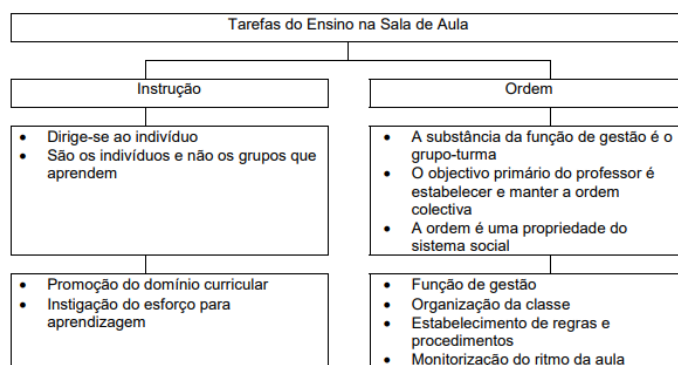 Tarefas do Ensino na Sala de Aula
Instrução
Ordem
• Dirige-se ao indivíduo
• São os indivíduos e não os grupos que
aprendem
• A substância da função de gestão é o
grupo-turma
• O objectivo primário do professor é
estabelecer e manter a ordem
colectiva
• A ordem é uma propriedade do
sistema social
• Promoção do domínio curricular
• Instigação do esforço para
aprendizagem
• Função de gestão
• Organização da classe
• Estabelecimento de regras e
procedimentos
• Monitorização do ritmo da aula